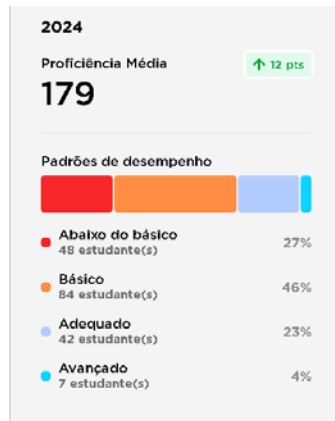 2024
Proficiência Média
↑ 12 pts
179
Padrões de desempenho
Abaixo do básico
48 estudante(s)
27%
Básico
84 estudante(s)
46%
Adequado
42 estudante(s)
23%
Avançado
7 estudante(s)
4%